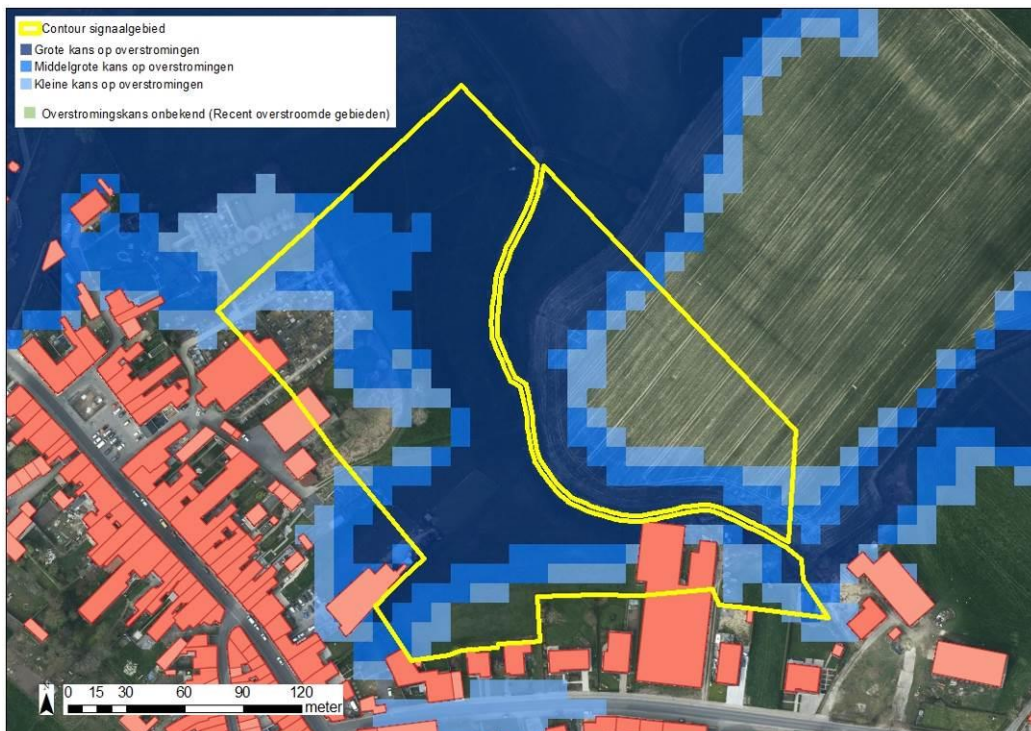 Contour signaalgebied
Grote kans op overstromingen
Middelgrote kans op overstromingen
Kleine kans op overstromingen
Overstromingskans onbekend (Recent overstroomde gebieden)
0 15 30 60 90 120
meter